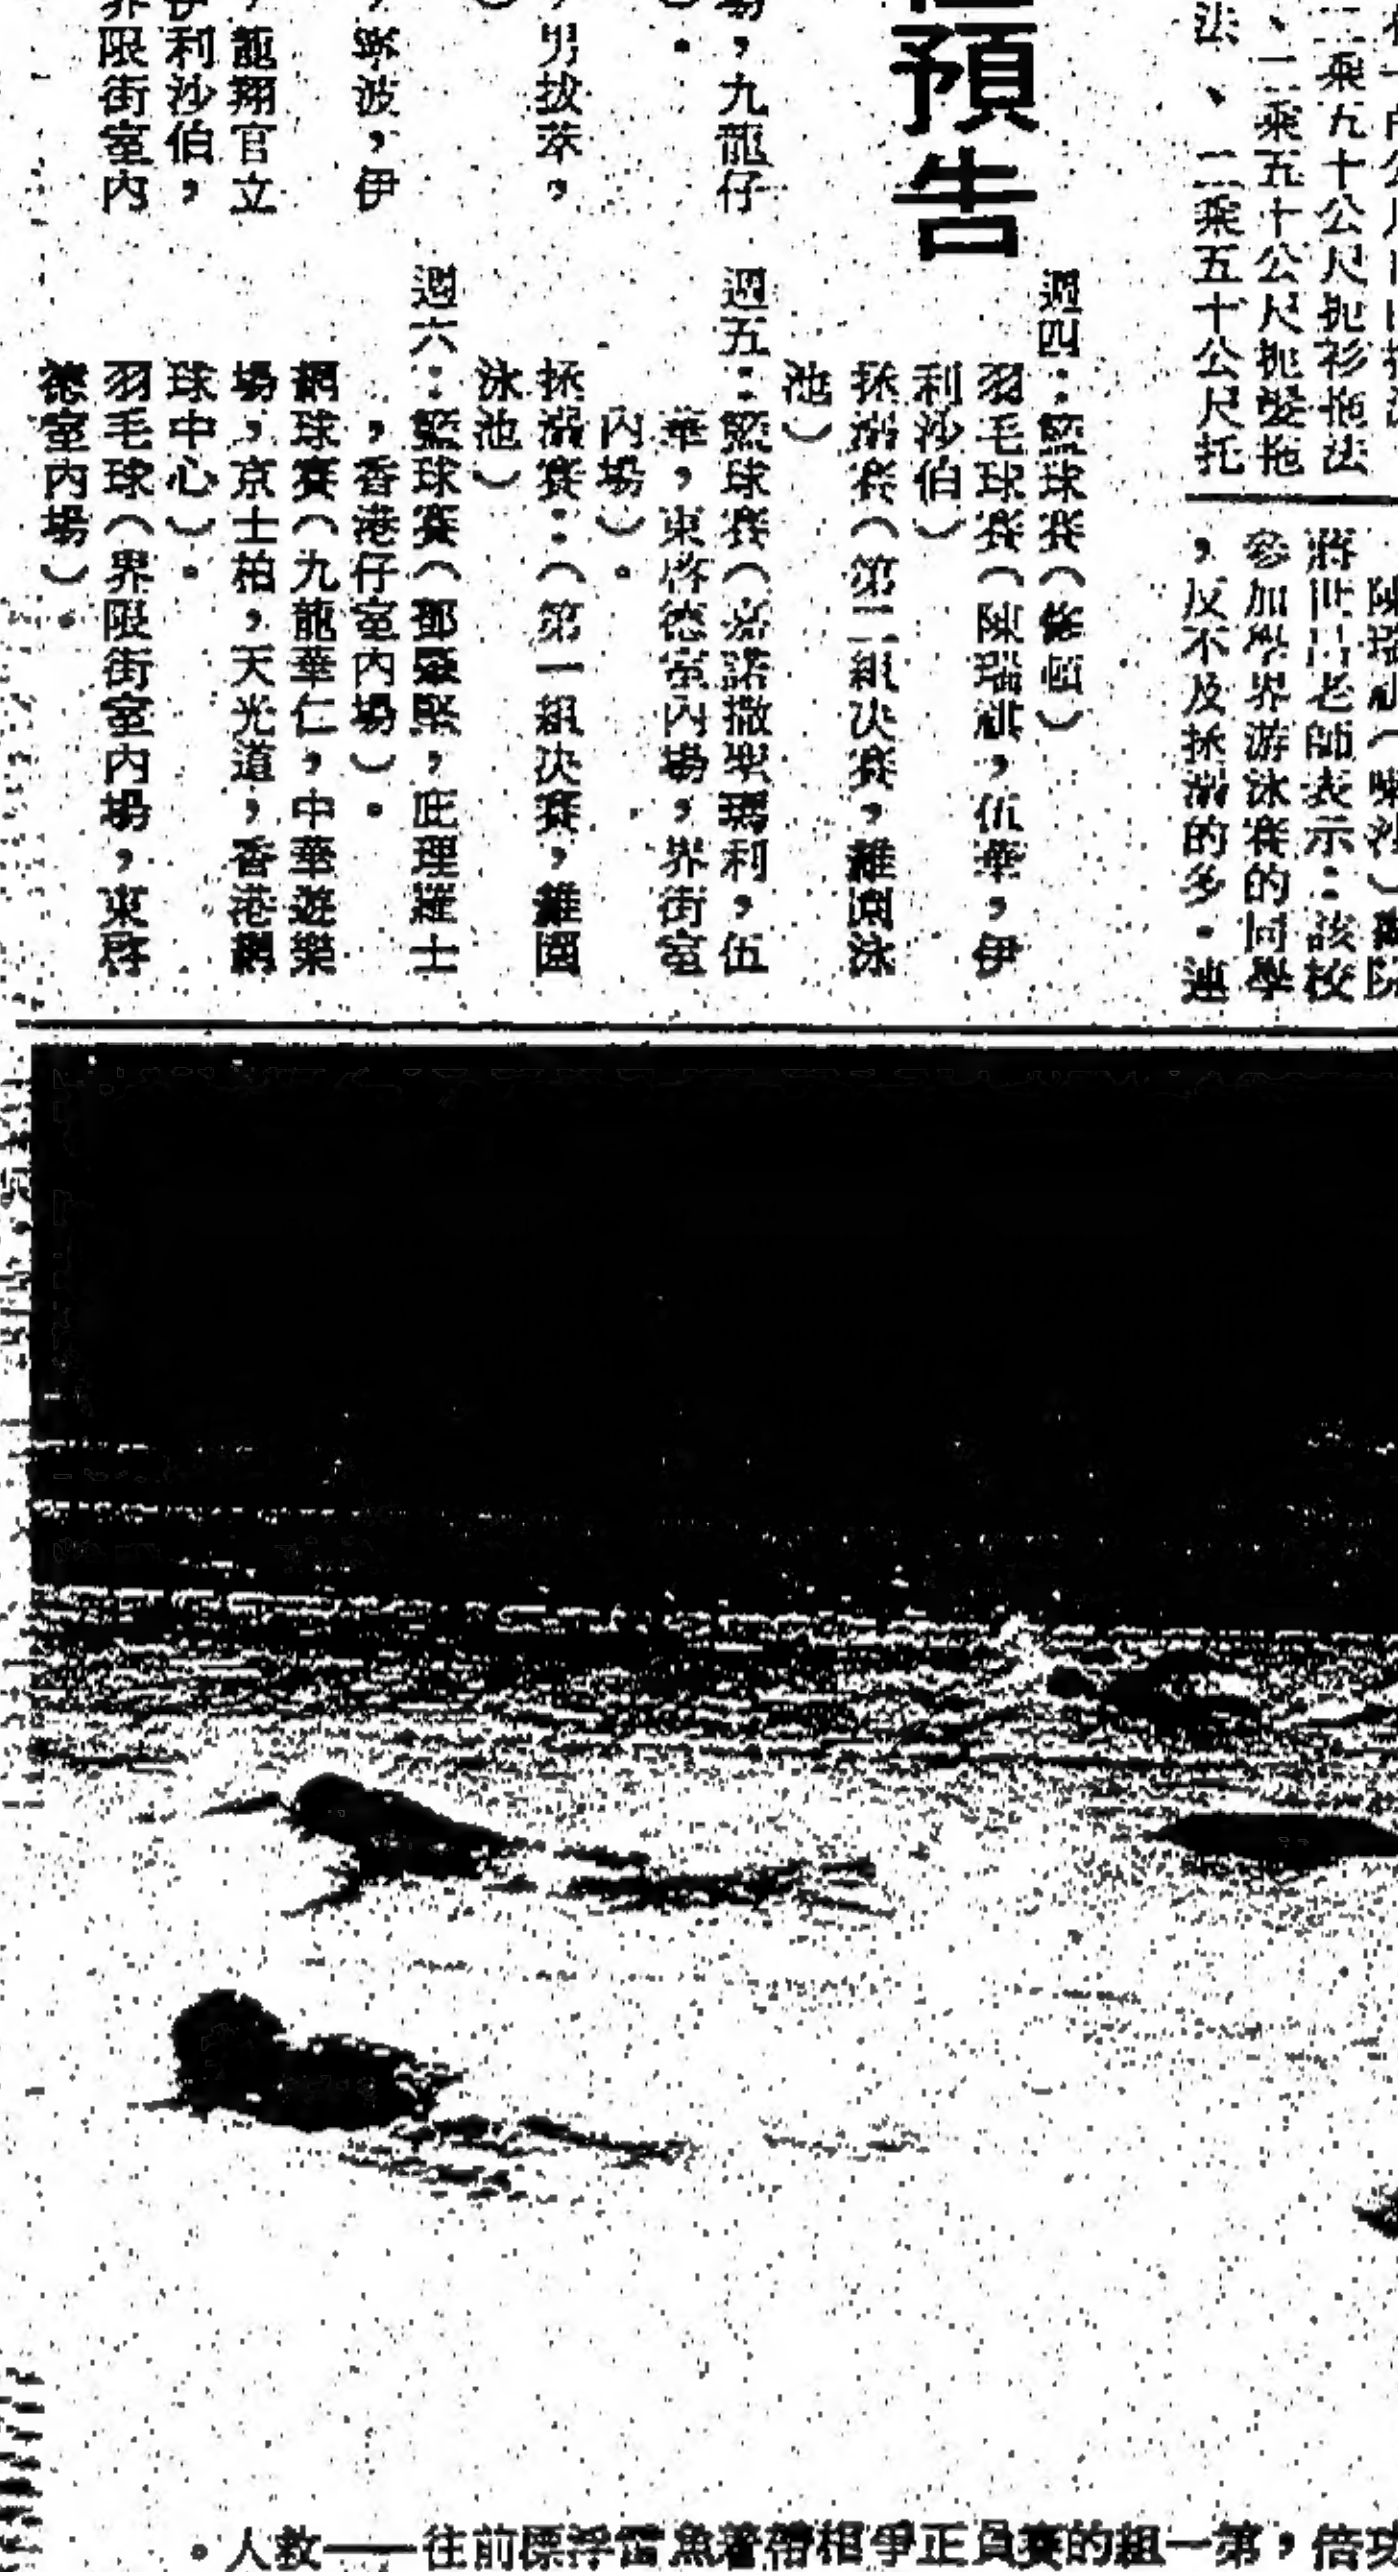 預告
週四：籃球賽（修頓）
羽毛球賽（陳瑞祺，伍華，伊
利沙伯）
拯溺賽（第二組決賽，維園泳
池）
週五：籃球賽（嘉諾撒聖瑪利，伍
華，東啓德室內場，界街室
內場）。
拯溺賽：（第一組決賽，維園
泳池）
週六：籃球賽（鄧肇堅，庇理羅士
，香港仔室內場）。
網球賽（九龍華仁，中華遊樂
場，京士柏，天光道，香港網
球中心）。
羽毛球（界限街室內場，東啓
德室內場）。
，九龍仔
，男拔萃，
寧波，伊
，龍翔官立
利沙伯，
界限街室內
二乘九十公尺扯衫拖法
、二乘五十公尺扯髮拖
法、二乘五十公尺托
老師表示：該校
參加學界游泳賽的同學
，反不及拯溺的多。連
第一組的賽員正爭相帶着魚雷浮標前往——救人。